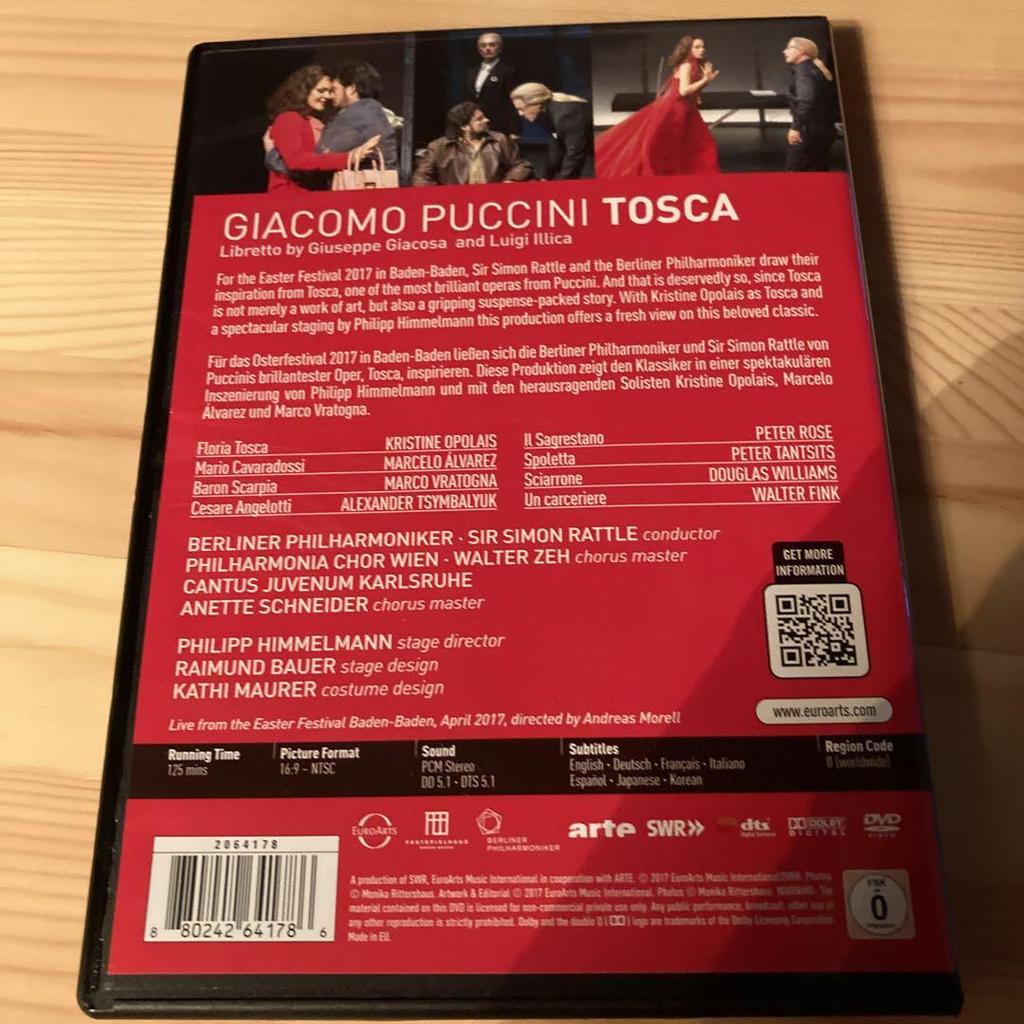 GIACOMO PUCCINI TOSCA
Libretto by Giuseppe Giacosa and Luigi Illica
For the Easter Festival 2017 in Baden-Baden, Sir Simon Rattle and the Berliner Philharmoniker draw their
inspiration from Tosca, one of the most brilliant operas from Puccini. And that is deservedly so, since Tosca
is not merely a work of art, but also a gripping suspense-packed story. With Kristine Opolais as Tosca and
a spectacular staging by Philipp Himmelmann this production offers a fresh view on this beloved classic.
Für das Osterfestival 2017 in Baden-Baden ließen sich die Berliner Philharmoniker und Sir Simon Rattle von
Puccinis brillantester Oper, Tosca, inspirieren. Diese Produktion zeigt den Klassiker in einer spektakulären
Inszenierung von Philipp Himmelmann und mit den herausragenden Solisten Kristine Opolais, Marcelo
Álvarez und Marco Vratogna.
Floria Tosca KRISTINE OPOLAIS
Mario Cavaradossi MARCELO ÁLVAREZ
Baron Scarpia MARCO VRATOGNA
Cesare Angelotti ALEXANDER TSYMBALYUK
Il Sagrestano PETER ROSE
Spoletta PETER TANTSITS
Sciarrone DOUGLAS WILLIAMS
Un carceriere WALTER FINK
BERLINER PHILHARMONIKER · SIR SIMON RATTLE conductor
PHILHARMONIA CHOR WIEN · WALTER ZEH chorus master
CANTUS JUVENUM KARLSRUHE
ANETTE SCHNEIDER chorus master
PHILIPP HIMMELMANN stage director
RAIMUND BAUER stage design
KATHI MAURER costume design
GET MORE
INFORMATION
www.euroarts.com
Live from the Easter Festival Baden-Baden, April 2017, directed by Andreas Morell
Running Time
125 mins
Picture Format
16:9 – NTSC
Sound
PCM Stereo
DD 5.1 · DTS 5.1
Subtitles
English · Deutsch · Français · Italiano
Español · Japanese · Korean
Region Code
0 (worldwide)
EUROARTS
FESTSPIELHAUS
BADEN-BADEN
BERLINER
PHILHARMONIKER
arte
SWR
dts
Digital Surround
DOLBY
DIGITAL
DVD
VIDEO
2064178
8 80242 64178 6
A production of SWR, EuroArts Music International in cooperation with ARTE. © 2017 EuroArts Music International/SWR. Photos
© Monika Rittershaus. Artwork & Editorial © 2017 EuroArts Music International, Photos © Monika Rittershaus WARNING: The
material contained on this DVD is licensed for non-commercial private use only. Any public performance, broadcast, other use or
any other reproduction is strictly prohibited. Dolby and the double D logo are trademarks of the Dolby Licensing Corporation
Made in EU.
FSK
0